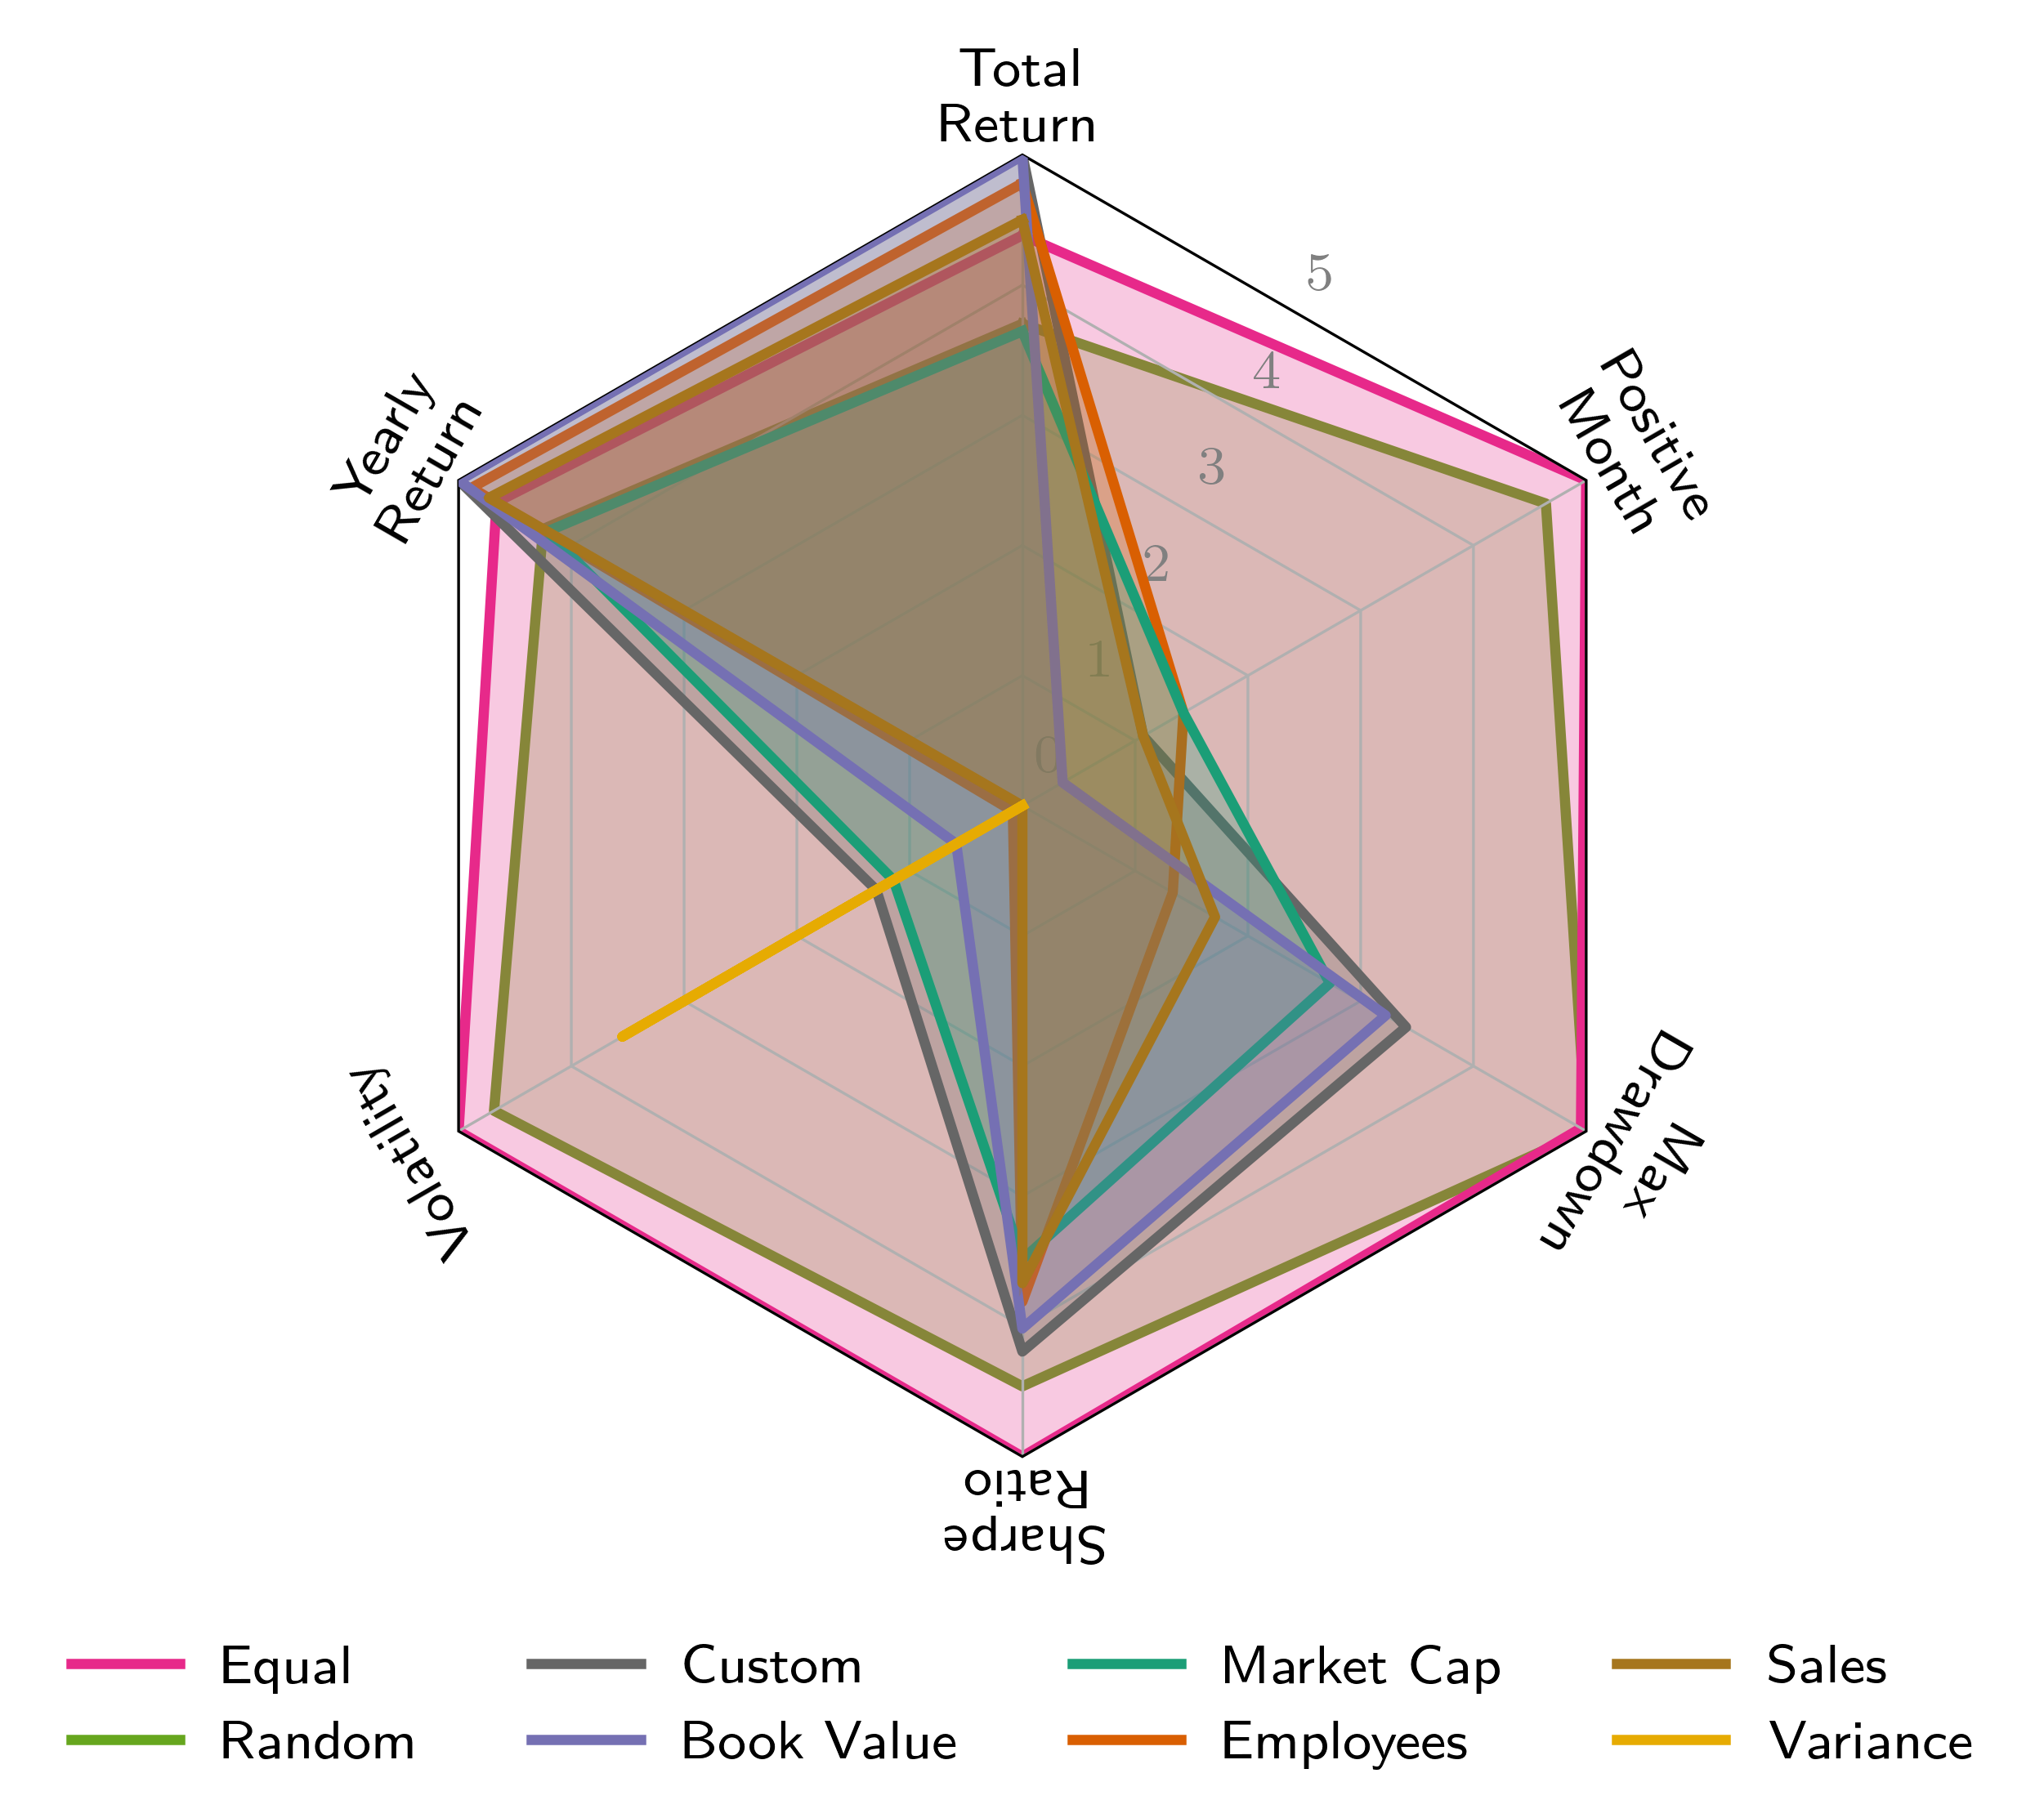 Total
Return
Positive
Month
Yearly
Return
5
4
3
2
1
0
Max
Drawdown
Volatility
Sharpe
Ratio
Equal
Custom
Market Cap
Sales
Random
Book Value
Employees
Variance